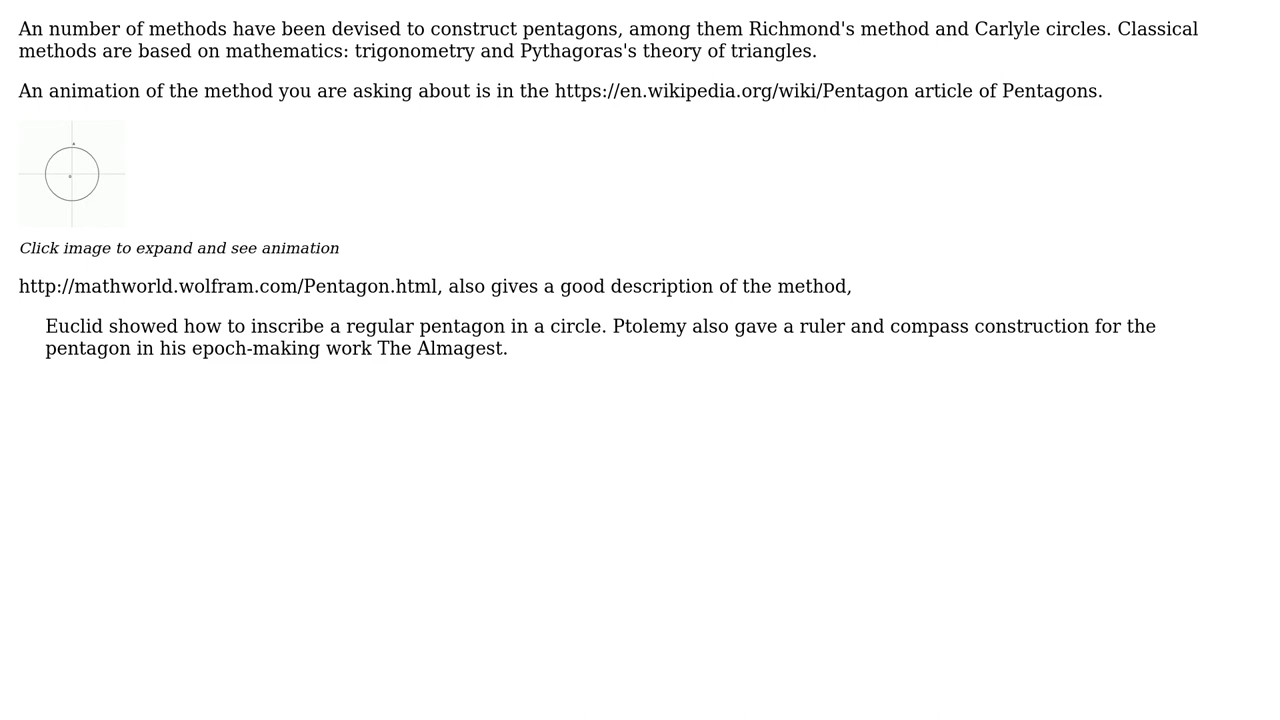 An number of methods have been devised to construct pentagons, among them Richmond's method and Carlyle circles. Classical
methods are based on mathematics: trigonometry and Pythagoras's theory of triangles.
An animation of the method you are asking about is in the https://en.wikipedia.org/wiki/Pentagon article of Pentagons.
Click image to expand and see animation
http://mathworld.wolfram.com/Pentagon.html, also gives a good description of the method,
Euclid showed how to inscribe a regular pentagon in a circle. Ptolemy also gave a ruler and compass construction for the
pentagon in his epoch-making work The Almagest.